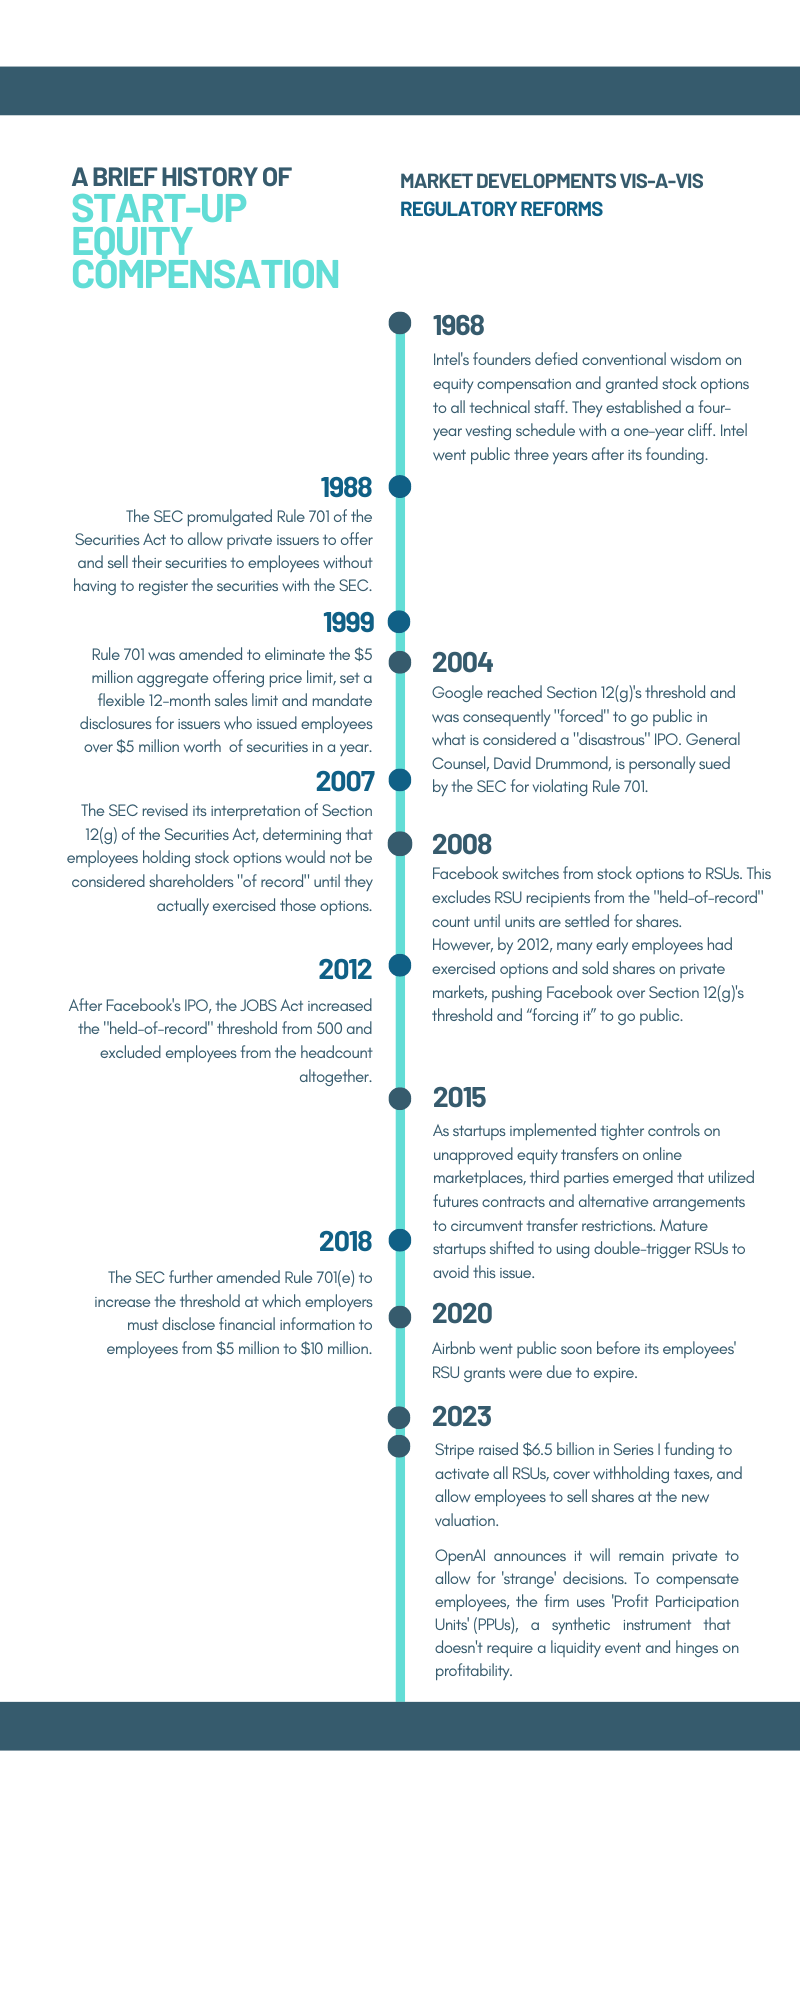 A BRIEF HISTORY OF
START-UP
EQUITY
COMPENSATION
MARKET DEVELOPMENTS VIS-A-VIS
REGULATORY REFORMS
1968
Intel's founders defied conventional wisdom on
equity compensation and granted stock options
to all technical staff. They established a four-
year vesting schedule with a one-year cliff. Intel
went public three years after its founding.
1988
The SEC promulgated Rule 701 of the
Securities Act to allow private issuers to offer
and sell their securities to employees without
having to register the securities with the SEC.
1999
Rule 701 was amended to eliminate the $5
million aggregate offering price limit, set a
flexible 12-month sales limit and mandate
disclosures for issuers who issued employees
over $5 million worth of securities in a year.
2004
Google reached Section 12(g)'s threshold and
was consequently "forced" to go public in
what is considered a "disastrous" IPO. General
Counsel, David Drummond, is personally sued
by the SEC for violating Rule 701.
2007
The SEC revised its interpretation of Section
12(g) of the Securities Act, determining that
employees holding stock options would not be
considered shareholders "of record" until they
actually exercised those options.
2008
Facebook switches from stock options to RSUs. This
excludes RSU recipients from the "held-of-record"
count until units are settled for shares.
However, by 2012, many early employees had
exercised options and sold shares on private
markets, pushing Facebook over Section 12(g)'s
threshold and “forcing it” to go public.
2012
After Facebook's IPO, the JOBS Act increased
the "held-of-record" threshold from 500 and
excluded employees from the headcount
altogether.
2015
As startups implemented tighter controls on
unapproved equity transfers on online
marketplaces, third parties emerged that utilized
futures contracts and alternative arrangements
to circumvent transfer restrictions. Mature
startups shifted to using double-trigger RSUs to
avoid this issue.
2018
The SEC further amended Rule 701(e) to
increase the threshold at which employers
must disclose financial information to
employees from $5 million to $10 million.
2020
Airbnb went public soon before its employees'
RSU grants were due to expire.
2023
Stripe raised $6.5 billion in Series I funding to
activate all RSUs, cover withholding taxes, and
allow employees to sell shares at the new
valuation.
OpenAI announces it will remain private to
allow for 'strange' decisions. To compensate
employees, the firm uses 'Profit Participation
Units' (PPUs), a synthetic instrument that
doesn't require a liquidity event and hinges on
profitability.